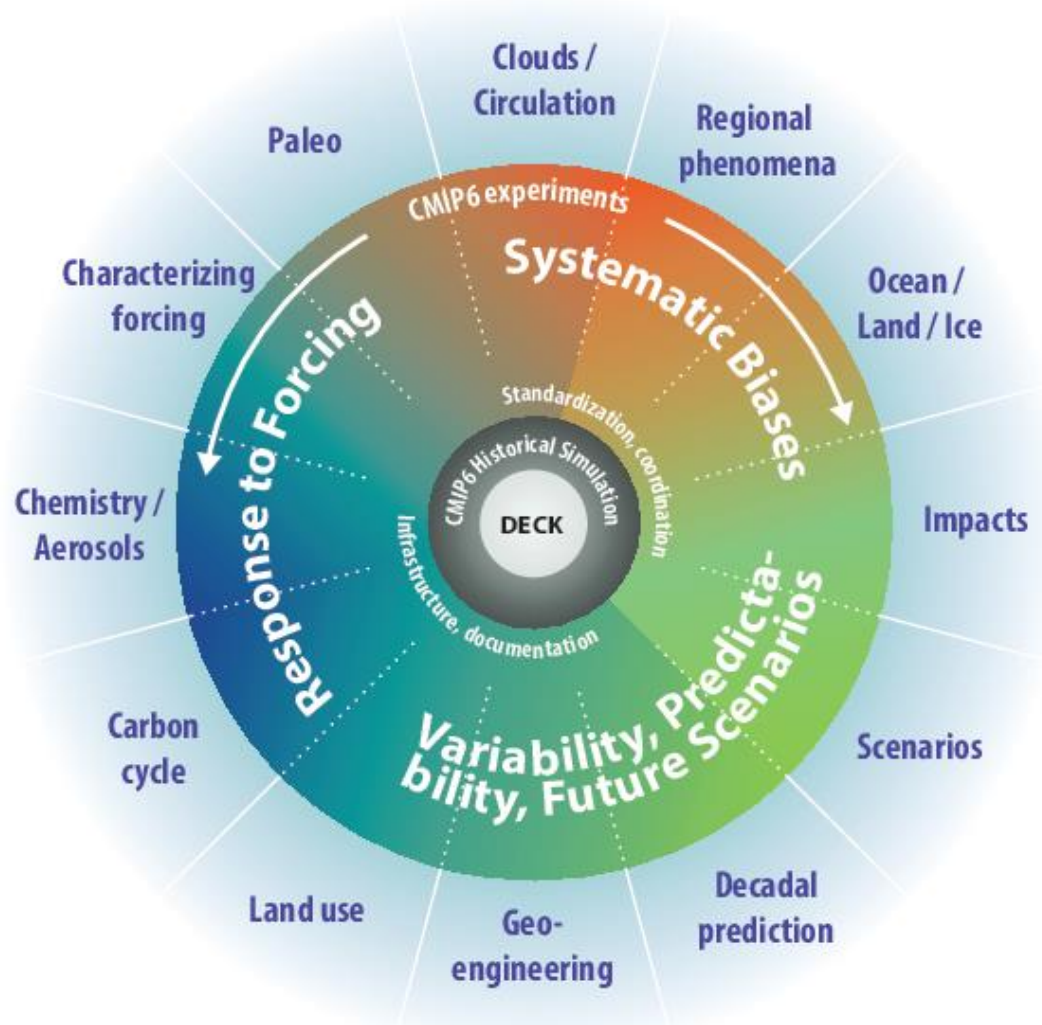 Clouds /
Circulation
Regional
phenomena
Ocean /
Land / Ice
Impacts
Scenarios
Decadal
prediction
Geo-
engineering
Land use
Carbon
cycle
Chemistry /
Aerosols
Characterizing
forcing
Paleo
CMIP6 experiments
Systematic Biases
Response to Forcing
Variability, Predicta-
bility, Future Scenarios
Standardization, coordination
Infrastructure, documentation
CMIP6 Historical Simulation
DECK